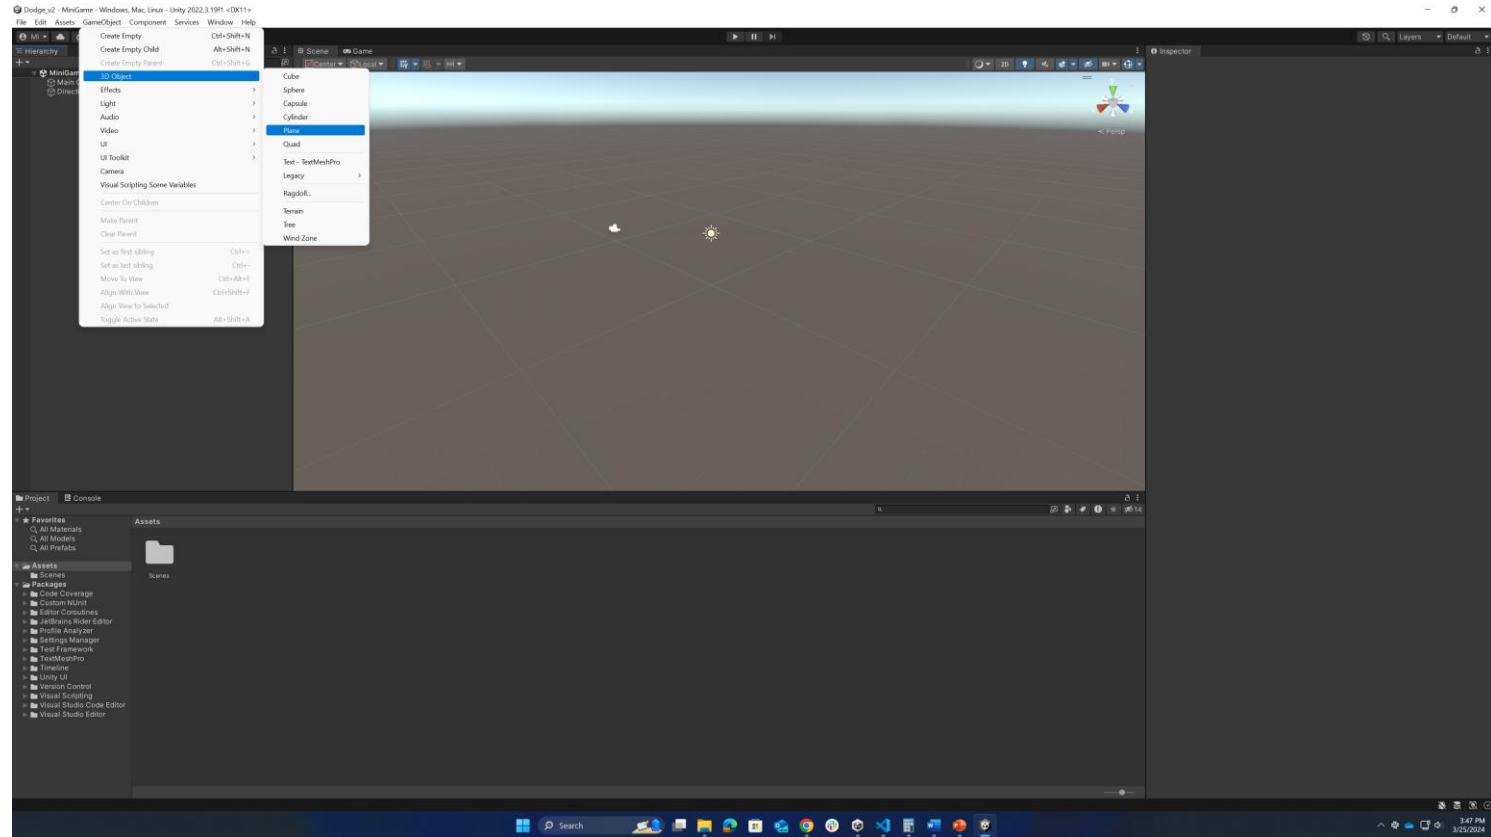 Dodge_v2 - MiniGame - Windows, Mac, Linux - Unity 2022.3.19f1 <DX11>
File Edit Assets GameObject Component Services Window Help
MI
Layers Default
Hierarchy
Scene Game
Inspector
Center Local
2D
MiniGam
Main C
Directi
Create Empty Ctrl+Shift+N
Create Empty Child Alt+Shift+N
Create Empty Parent Ctrl+Shift+G
3D Object
Effects
Light
Audio
Video
UI
UI Toolkit
Camera
Visual Scripting Scene Variables
Center On Children
Make Parent
Clear Parent
Set as first sibling Ctrl+=
Set as last sibling Ctrl+-
Move To View Ctrl+Alt+F
Align With View Ctrl+Shift+F
Align View to Selected
Toggle Active State Alt+Shift+A
Cube
Sphere
Capsule
Cylinder
Plane
Quad
Text - TextMeshPro
Legacy
Ragdoll...
Terrain
Tree
Wind Zone
< Persp
Project Console
14
Favorites
All Materials
All Models
All Prefabs
Assets
Scenes
Packages
Code Coverage
Custom NUnit
Editor Coroutines
JetBrains Rider Editor
Profile Analyzer
Settings Manager
Test Framework
TextMeshPro
Timeline
Unity UI
Version Control
Visual Scripting
Visual Studio Code Editor
Visual Studio Editor
Assets
Scenes
Search
3:47 PM
3/25/2024